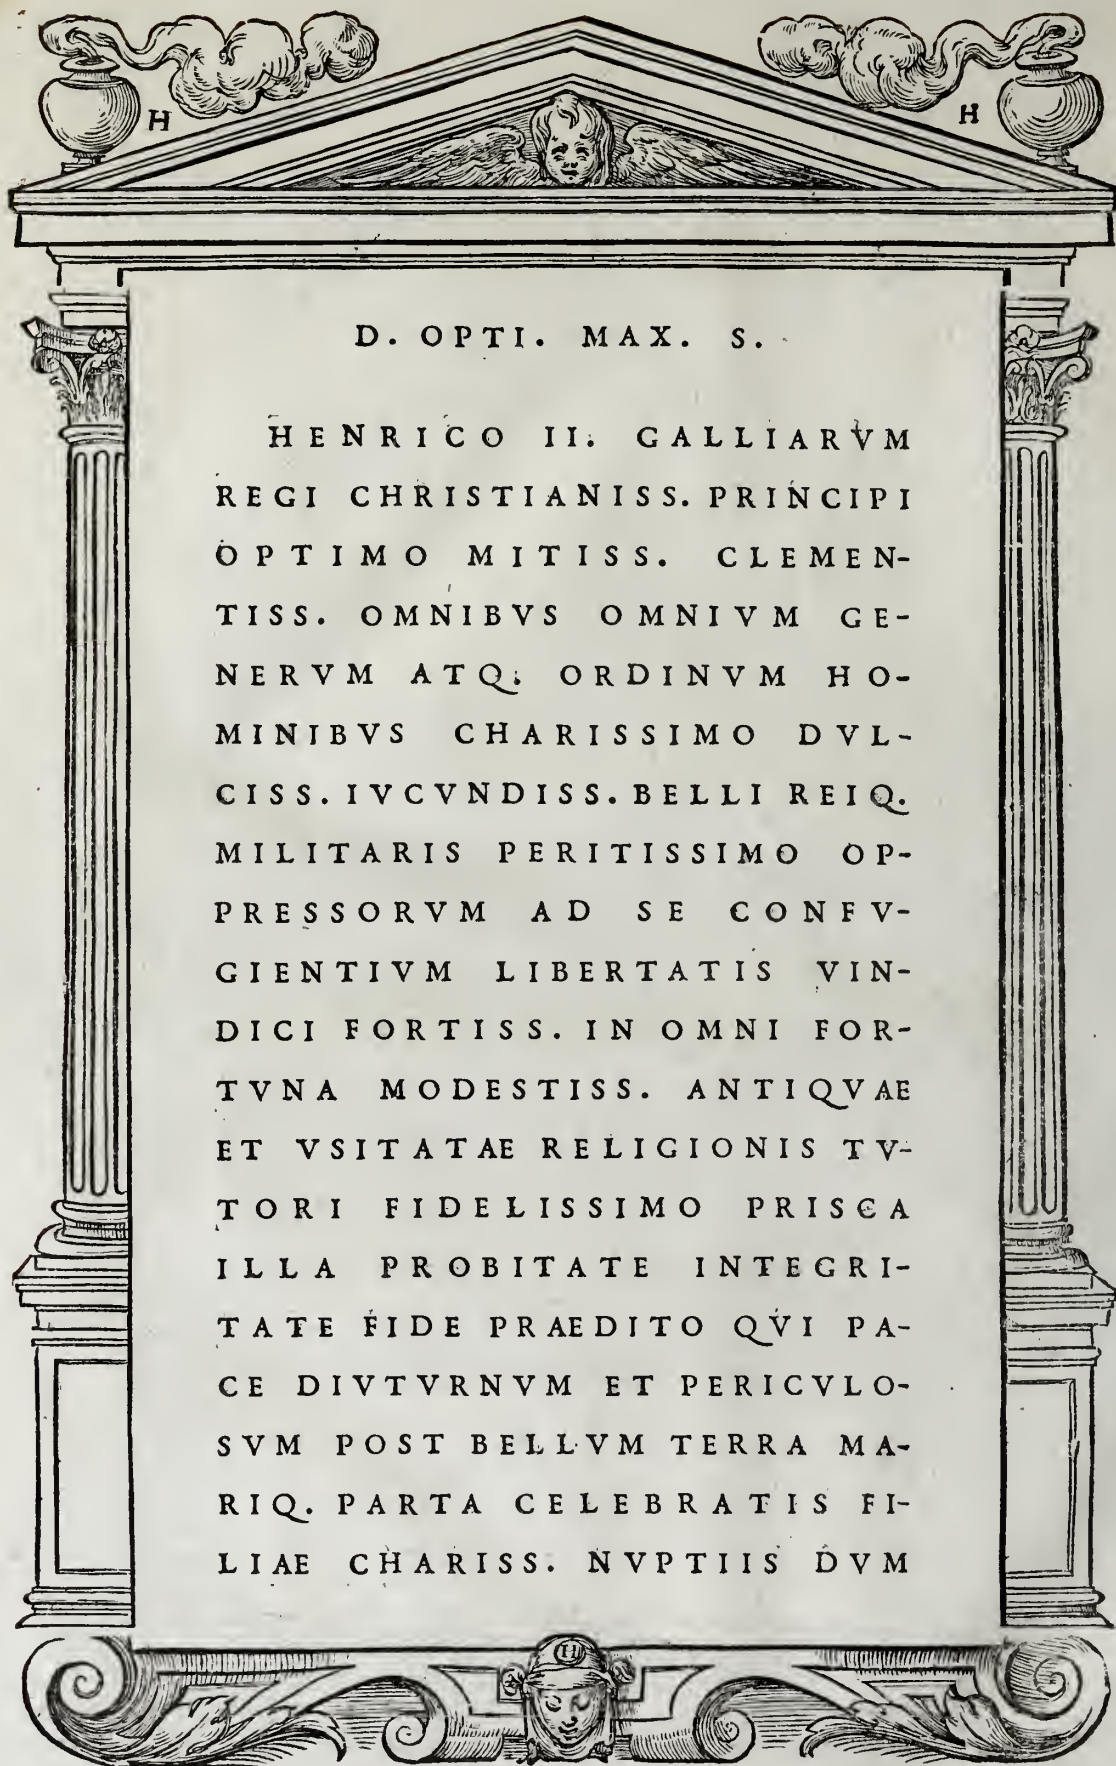 H H
D. OPTI. MAX. S.
HENRICO II. GALLIARVM
REGI CHRISTIANISS. PRINCIPI
OPTIMO MITISS. CLEMEN-
TISS. OMNIBVS OMNIVM GE-
NERVM ATQ. ORDINVM HO-
MINIBVS CHARISSIMO DVL-
CISS. IVCVNDISS. BELLI REIQ.
MILITARIS PERITISSIMO OP-
PRESSORVM AD SE CONFV-
GIENTIVM LIBERTATIS VIN-
DICI FORTISS. IN OMNI FOR-
TVNA MODESTISS. ANTIQVAE
ET VSITATAE RELIGIONIS TV-
TORI FIDELISSIMO PRISCA
ILLA PROBITATE INTEGRI-
TATE FIDE PRAEDITO QVI PA-
CE DIVTVRNVM ET PERICVLO-
SVM POST BELLVM TERRA MA-
RIQ. PARTA CELEBRATIS FI-
LIAE CHARISS. NVPTIIS DVM
H